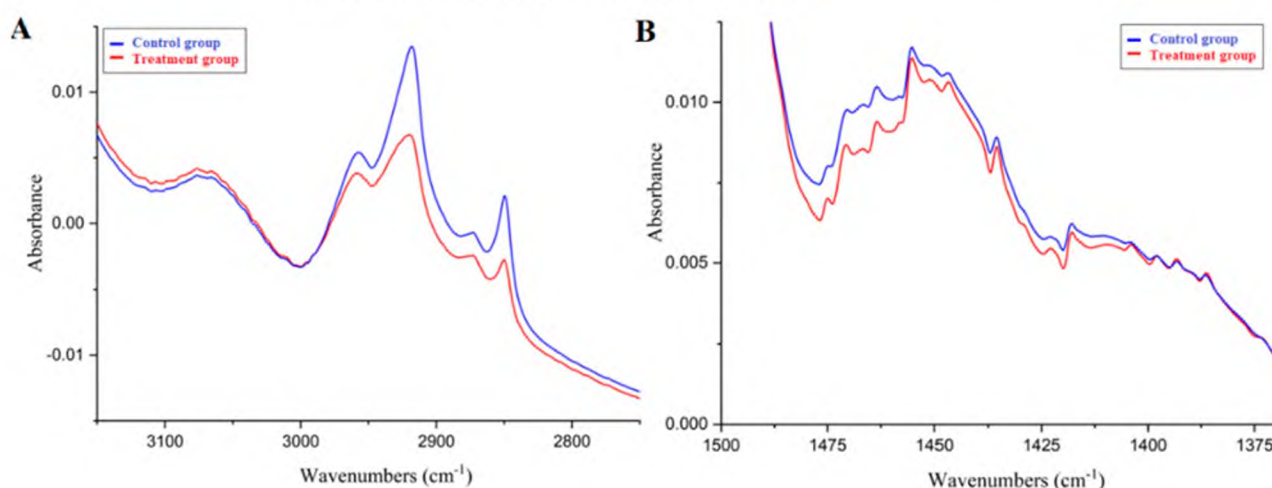 A
Control group
Treatment group
0.01
0.00
-0.01
Absorbance
3100
3000
2900
2800
Wavenumbers (cm-1)
B
Control group
Treatment group
0.010
0.005
0.000
Absorbance
1500
1475
1450
1425
1400
1375
Wavenumbers (cm-1)